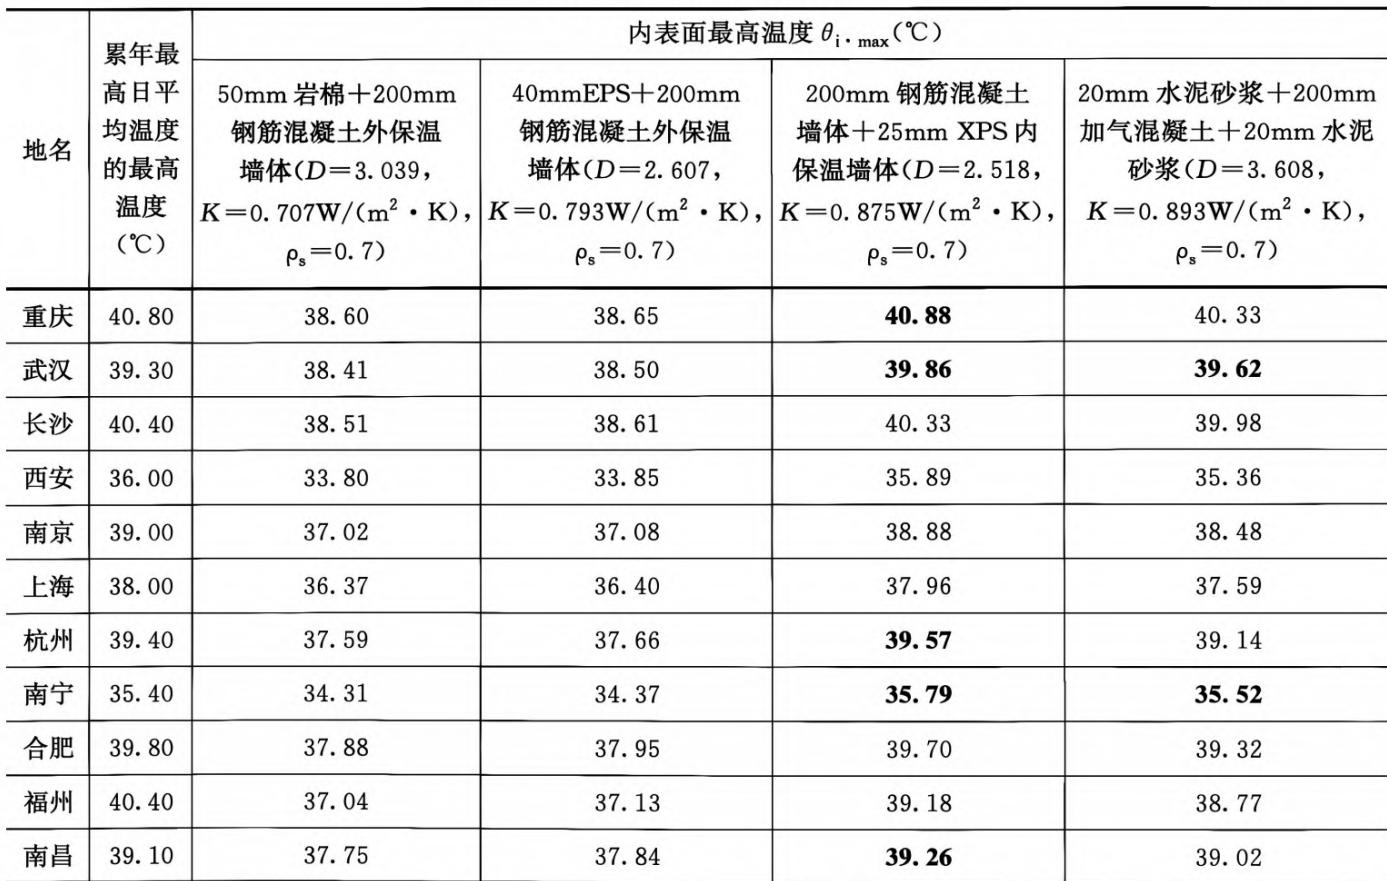 地名
累年最
高日平
均温度
的最高
温度
(℃)
内表面最高温度 θi·max(℃)
50mm 岩棉+200mm
钢筋混凝土外保温
墙体(D=3.039,
K=0.707W/(m²·K),
ρs=0.7)
40mmEPS+200mm
钢筋混凝土外保温
墙体(D=2.607,
K=0.793W/(m²·K),
ρs=0.7)
200mm 钢筋混凝土
墙体+25mm XPS 内
保温墙体(D=2.518,
K=0.875W/(m²·K),
ρs=0.7)
20mm 水泥砂浆+200mm
加气混凝土+20mm 水泥
砂浆(D=3.608,
K=0.893W/(m²·K),
ρs=0.7)
重庆 40.80 38.60 38.65 40.88 40.33
武汉 39.30 38.41 38.50 39.86 39.62
长沙 40.40 38.51 38.61 40.33 39.98
西安 36.00 33.80 33.85 35.89 35.36
南京 39.00 37.02 37.08 38.88 38.48
上海 38.00 36.37 36.40 37.96 37.59
杭州 39.40 37.59 37.66 39.57 39.14
南宁 35.40 34.31 34.37 35.79 35.52
合肥 39.80 37.88 37.95 39.70 39.32
福州 40.40 37.04 37.13 39.18 38.77
南昌 39.10 37.75 37.84 39.26 39.02